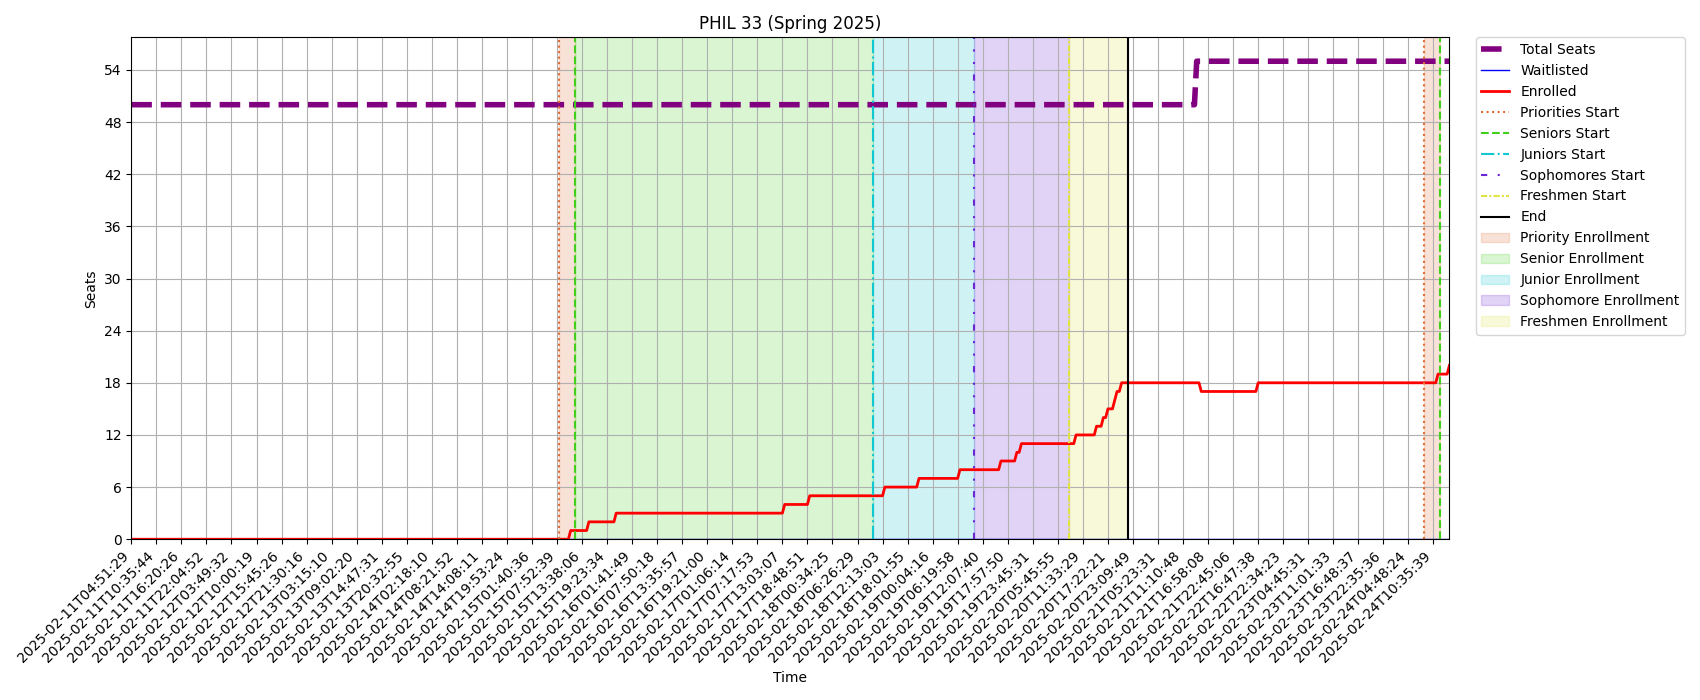 PHIL 33 (Spring 2025)
Seats
54
48
42
36
30
24
18
12
6
0
2025-02-11T04:51:29
2025-02-11T10:35:44
2025-02-11T16:20:26
2025-02-11T22:04:52
2025-02-12T03:49:32
2025-02-12T10:00:19
2025-02-12T15:45:26
2025-02-12T21:30:16
2025-02-13T03:15:10
2025-02-13T09:02:20
2025-02-13T14:47:31
2025-02-13T20:32:55
2025-02-14T02:18:10
2025-02-14T08:21:52
2025-02-14T14:08:11
2025-02-14T19:53:24
2025-02-15T01:40:36
2025-02-15T07:52:39
2025-02-15T13:38:06
2025-02-15T19:23:34
2025-02-16T01:41:49
2025-02-16T07:50:18
2025-02-16T13:35:57
2025-02-16T19:21:00
2025-02-17T01:06:14
2025-02-17T07:17:53
2025-02-17T13:03:07
2025-02-17T18:48:51
2025-02-18T00:34:25
2025-02-18T06:26:29
2025-02-18T12:13:03
2025-02-18T18:01:55
2025-02-19T00:04:16
2025-02-19T06:19:58
2025-02-19T12:07:40
2025-02-19T17:57:50
2025-02-19T23:45:31
2025-02-20T05:45:55
2025-02-20T11:33:29
2025-02-20T17:22:21
2025-02-20T23:09:49
2025-02-21T05:23:31
2025-02-21T11:10:48
2025-02-21T16:58:08
2025-02-21T22:45:06
2025-02-22T16:47:38
2025-02-22T22:34:23
2025-02-23T04:45:31
2025-02-23T11:01:33
2025-02-23T16:48:37
2025-02-23T22:35:36
2025-02-24T04:48:24
2025-02-24T10:35:39
Time
Total Seats
Waitlisted
Enrolled
Priorities Start
Seniors Start
Juniors Start
Sophomores Start
Freshmen Start
End
Priority Enrollment
Senior Enrollment
Junior Enrollment
Sophomore Enrollment
Freshmen Enrollment